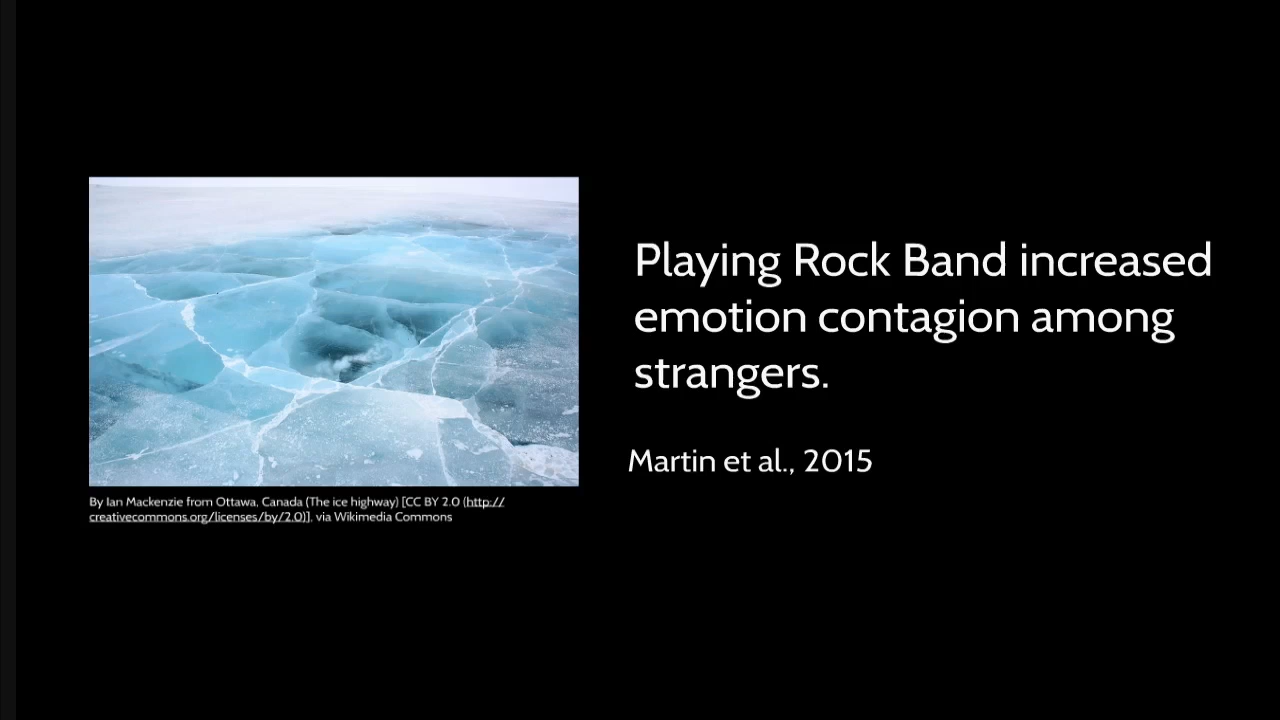 Playing Rock Band increased
emotion contagion among
strangers.
Martin et al., 2015
By Ian Mackenzie from Ottawa, Canada (The ice highway) [CC BY 2.0 (http://
creativecommons.org/licenses/by/2.0)], via Wikimedia Commons